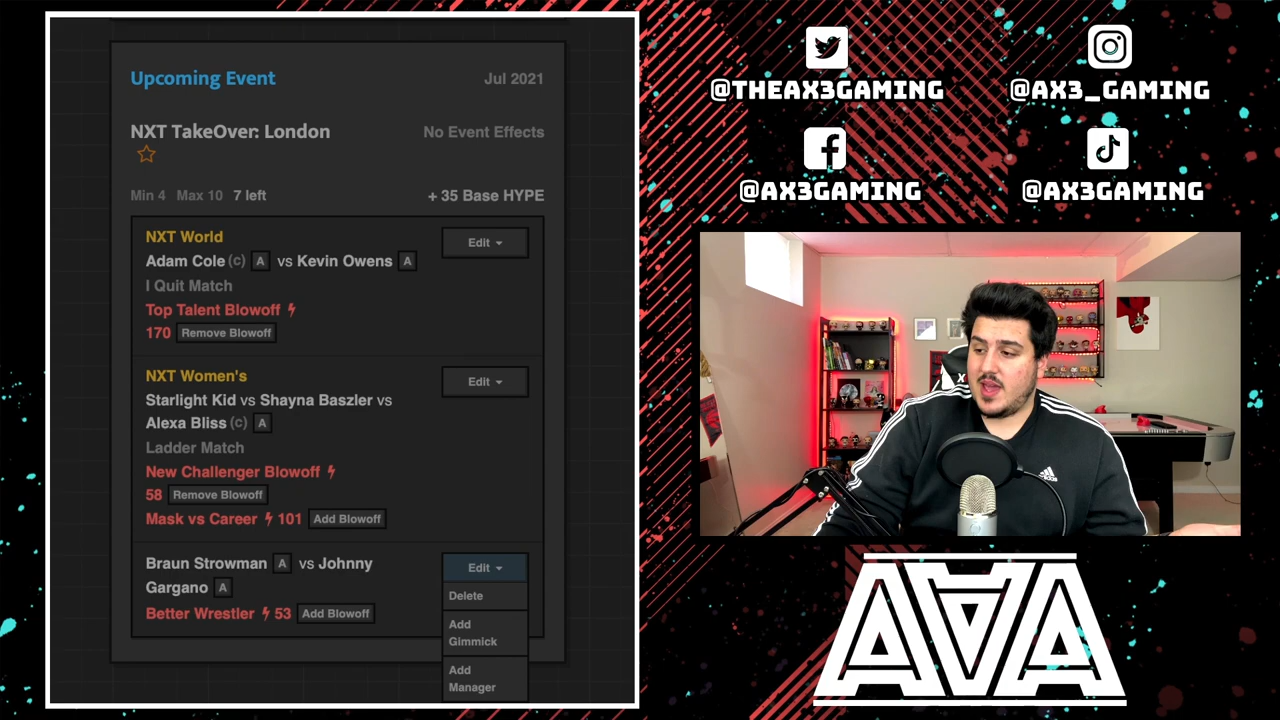 Upcoming Event
Jul 2021
NXT TakeOver: London
No Event Effects
Min 4 Max 10 7 left
+ 35 Base HYPE
NXT World
Edit
Adam Cole (c) A vs Kevin Owens A
I Quit Match
Top Talent Blowoff
170 Remove Blowoff
NXT Women's
Edit
Starlight Kid vs Shayna Baszler vs
Alexa Bliss (c) A
Ladder Match
New Challenger Blowoff
58 Remove Blowoff
Mask vs Career 101 Add Blowoff
Braun Strowman A vs Johnny
Gargano A
Better Wrestler 53 Add Blowoff
Edit
Delete
Add
Gimmick
Add
Manager
@THEAX3GAMING
@AX3_GAMING
@AX3GAMING
@AX3GAMING
adidas